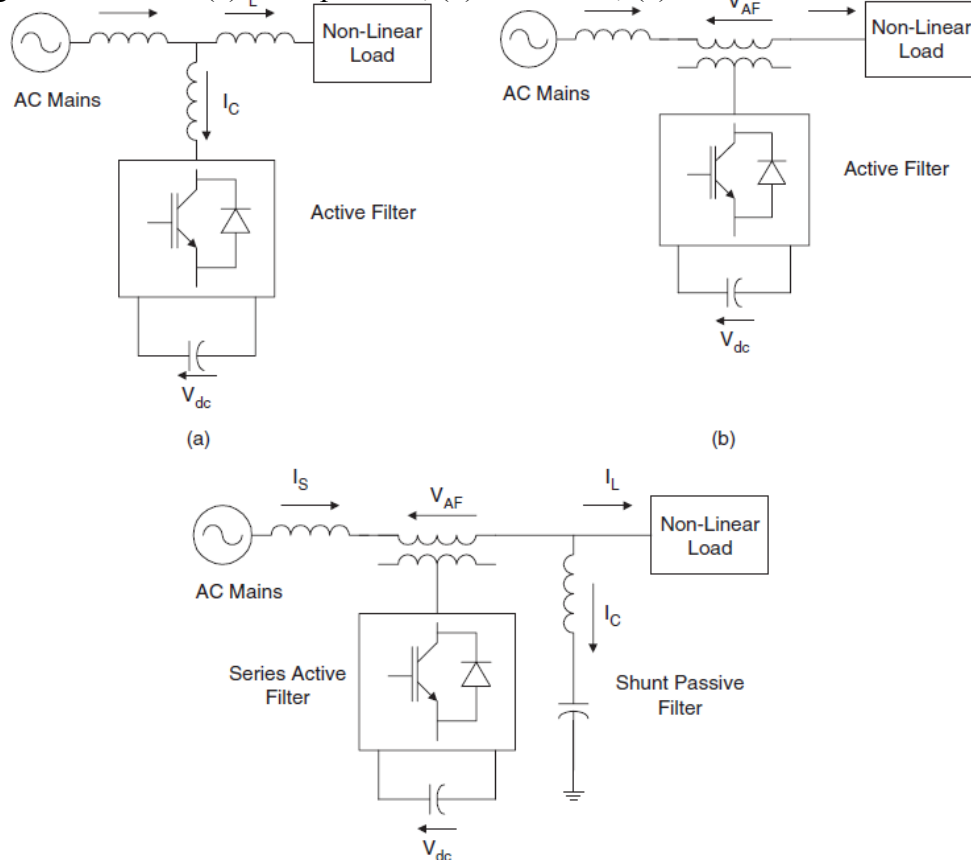 V_AF
Non-Linear
Load
AC Mains
I_C
Active Filter
V_dc
(a)
Non-Linear
Load
AC Mains
Active Filter
V_dc
(b)
I_S
V_AF
I_L
Non-Linear
Load
AC Mains
I_C
Series Active
Filter
Shunt Passive
Filter
V_dc